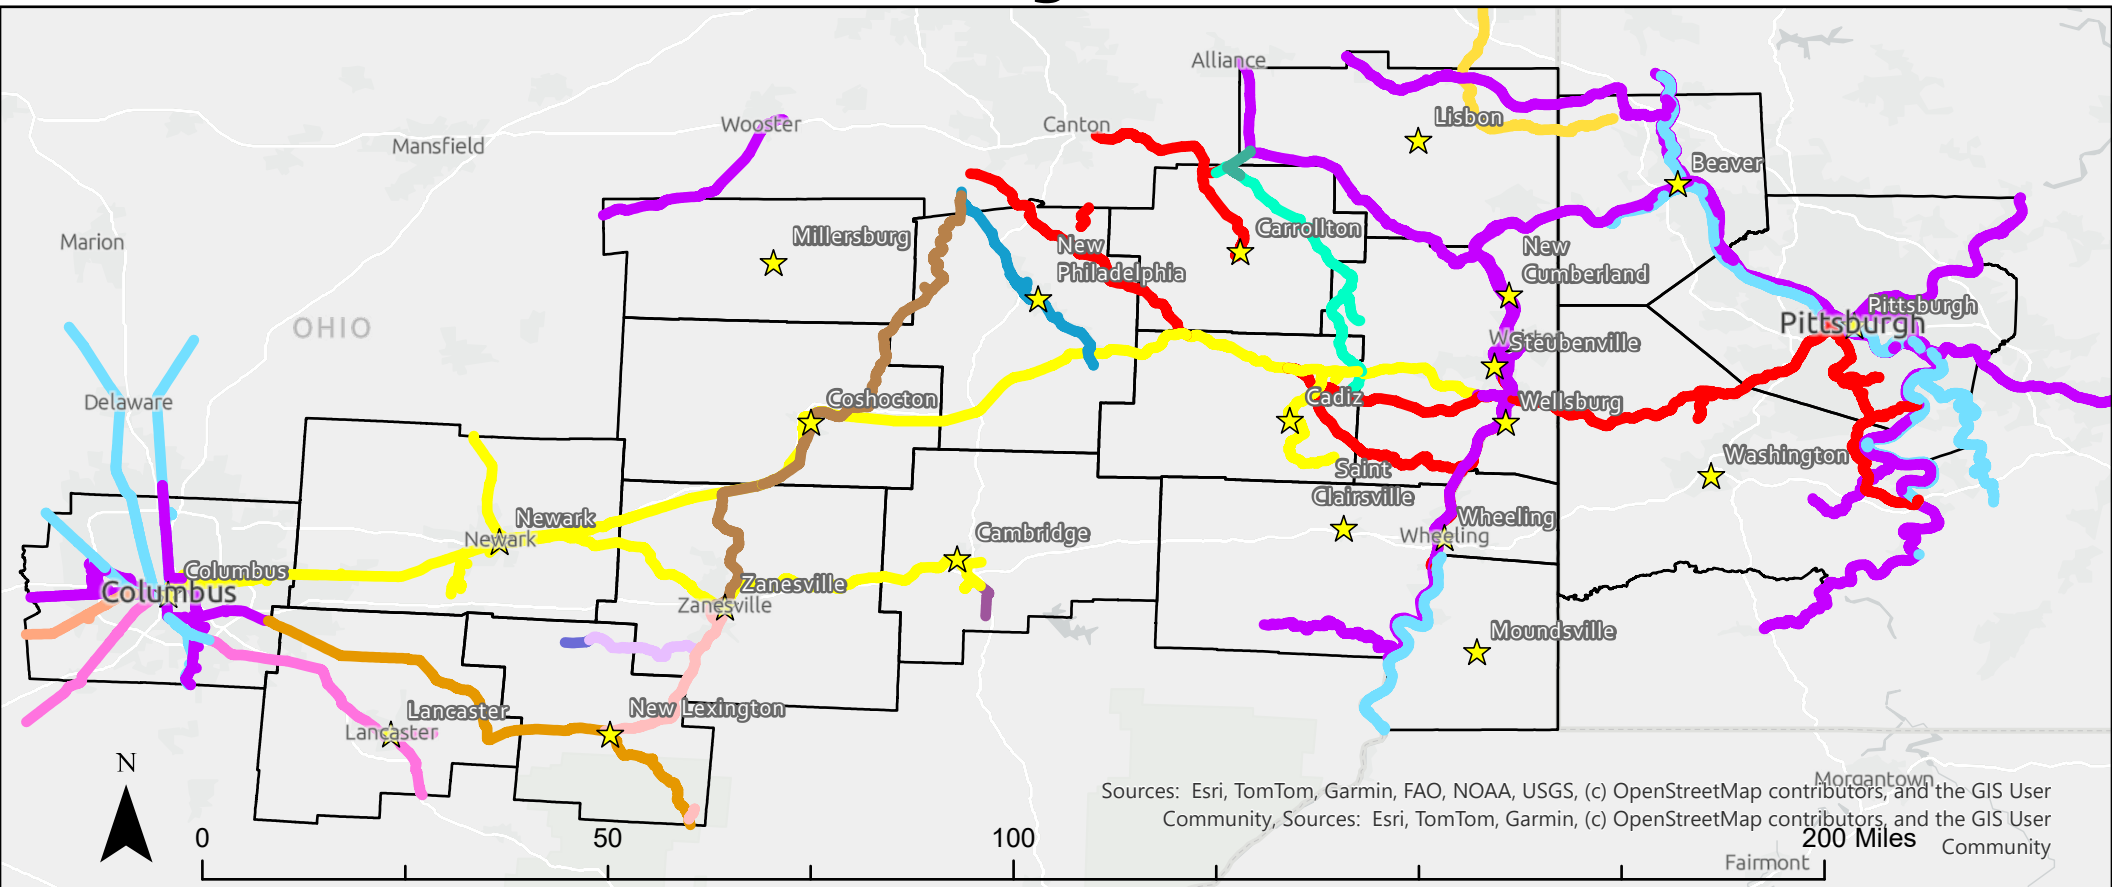 Alliance
Wooster
Canton
Lisbon
Mansfield
Beaver
Marion
Millersburg
Carrollton
New
Philadelphia
New
Cumberland
OHIO
Pittsburgh
Pittsburgh
Steubenville
Delaware
Coshocton
Cadiz
Wellsburg
Washington
Saint
Clairsville
Newark
Newark
Cambridge
Wheeling
Wheeling
Columbus
Columbus
Zanesville
Zanesville
Moundsville
Lancaster
Lancaster
New Lexington
N
Morgantown
Sources: Esri, TomTom, Garmin, FAO, NOAA, USGS, (c) OpenStreetMap contributors, and the GIS User
Community, Sources: Esri, TomTom, Garmin, (c) OpenStreetMap contributors, and the GIS User
Community
0 50 100 200 Miles
Fairmont